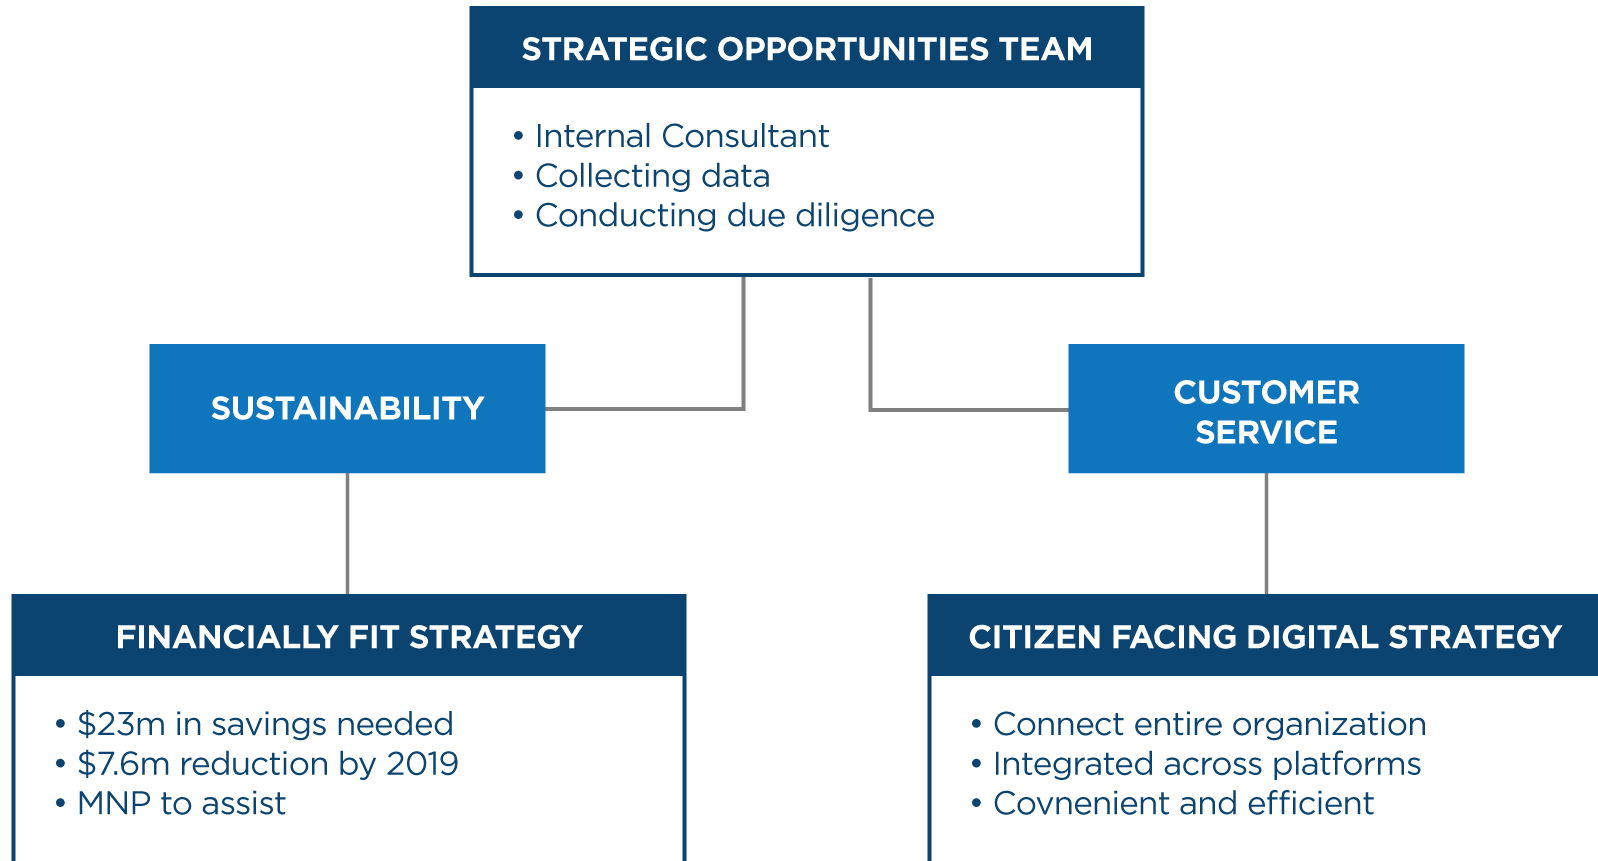 STRATEGIC OPPORTUNITIES TEAM
• Internal Consultant
• Collecting data
• Conducting due diligence
SUSTAINABILITY
CUSTOMER
SERVICE
FINANCIALLY FIT STRATEGY
• $23m in savings needed
• $7.6m reduction by 2019
• MNP to assist
CITIZEN FACING DIGITAL STRATEGY
• Connect entire organization
• Integrated across platforms
• Covnenient and efficient